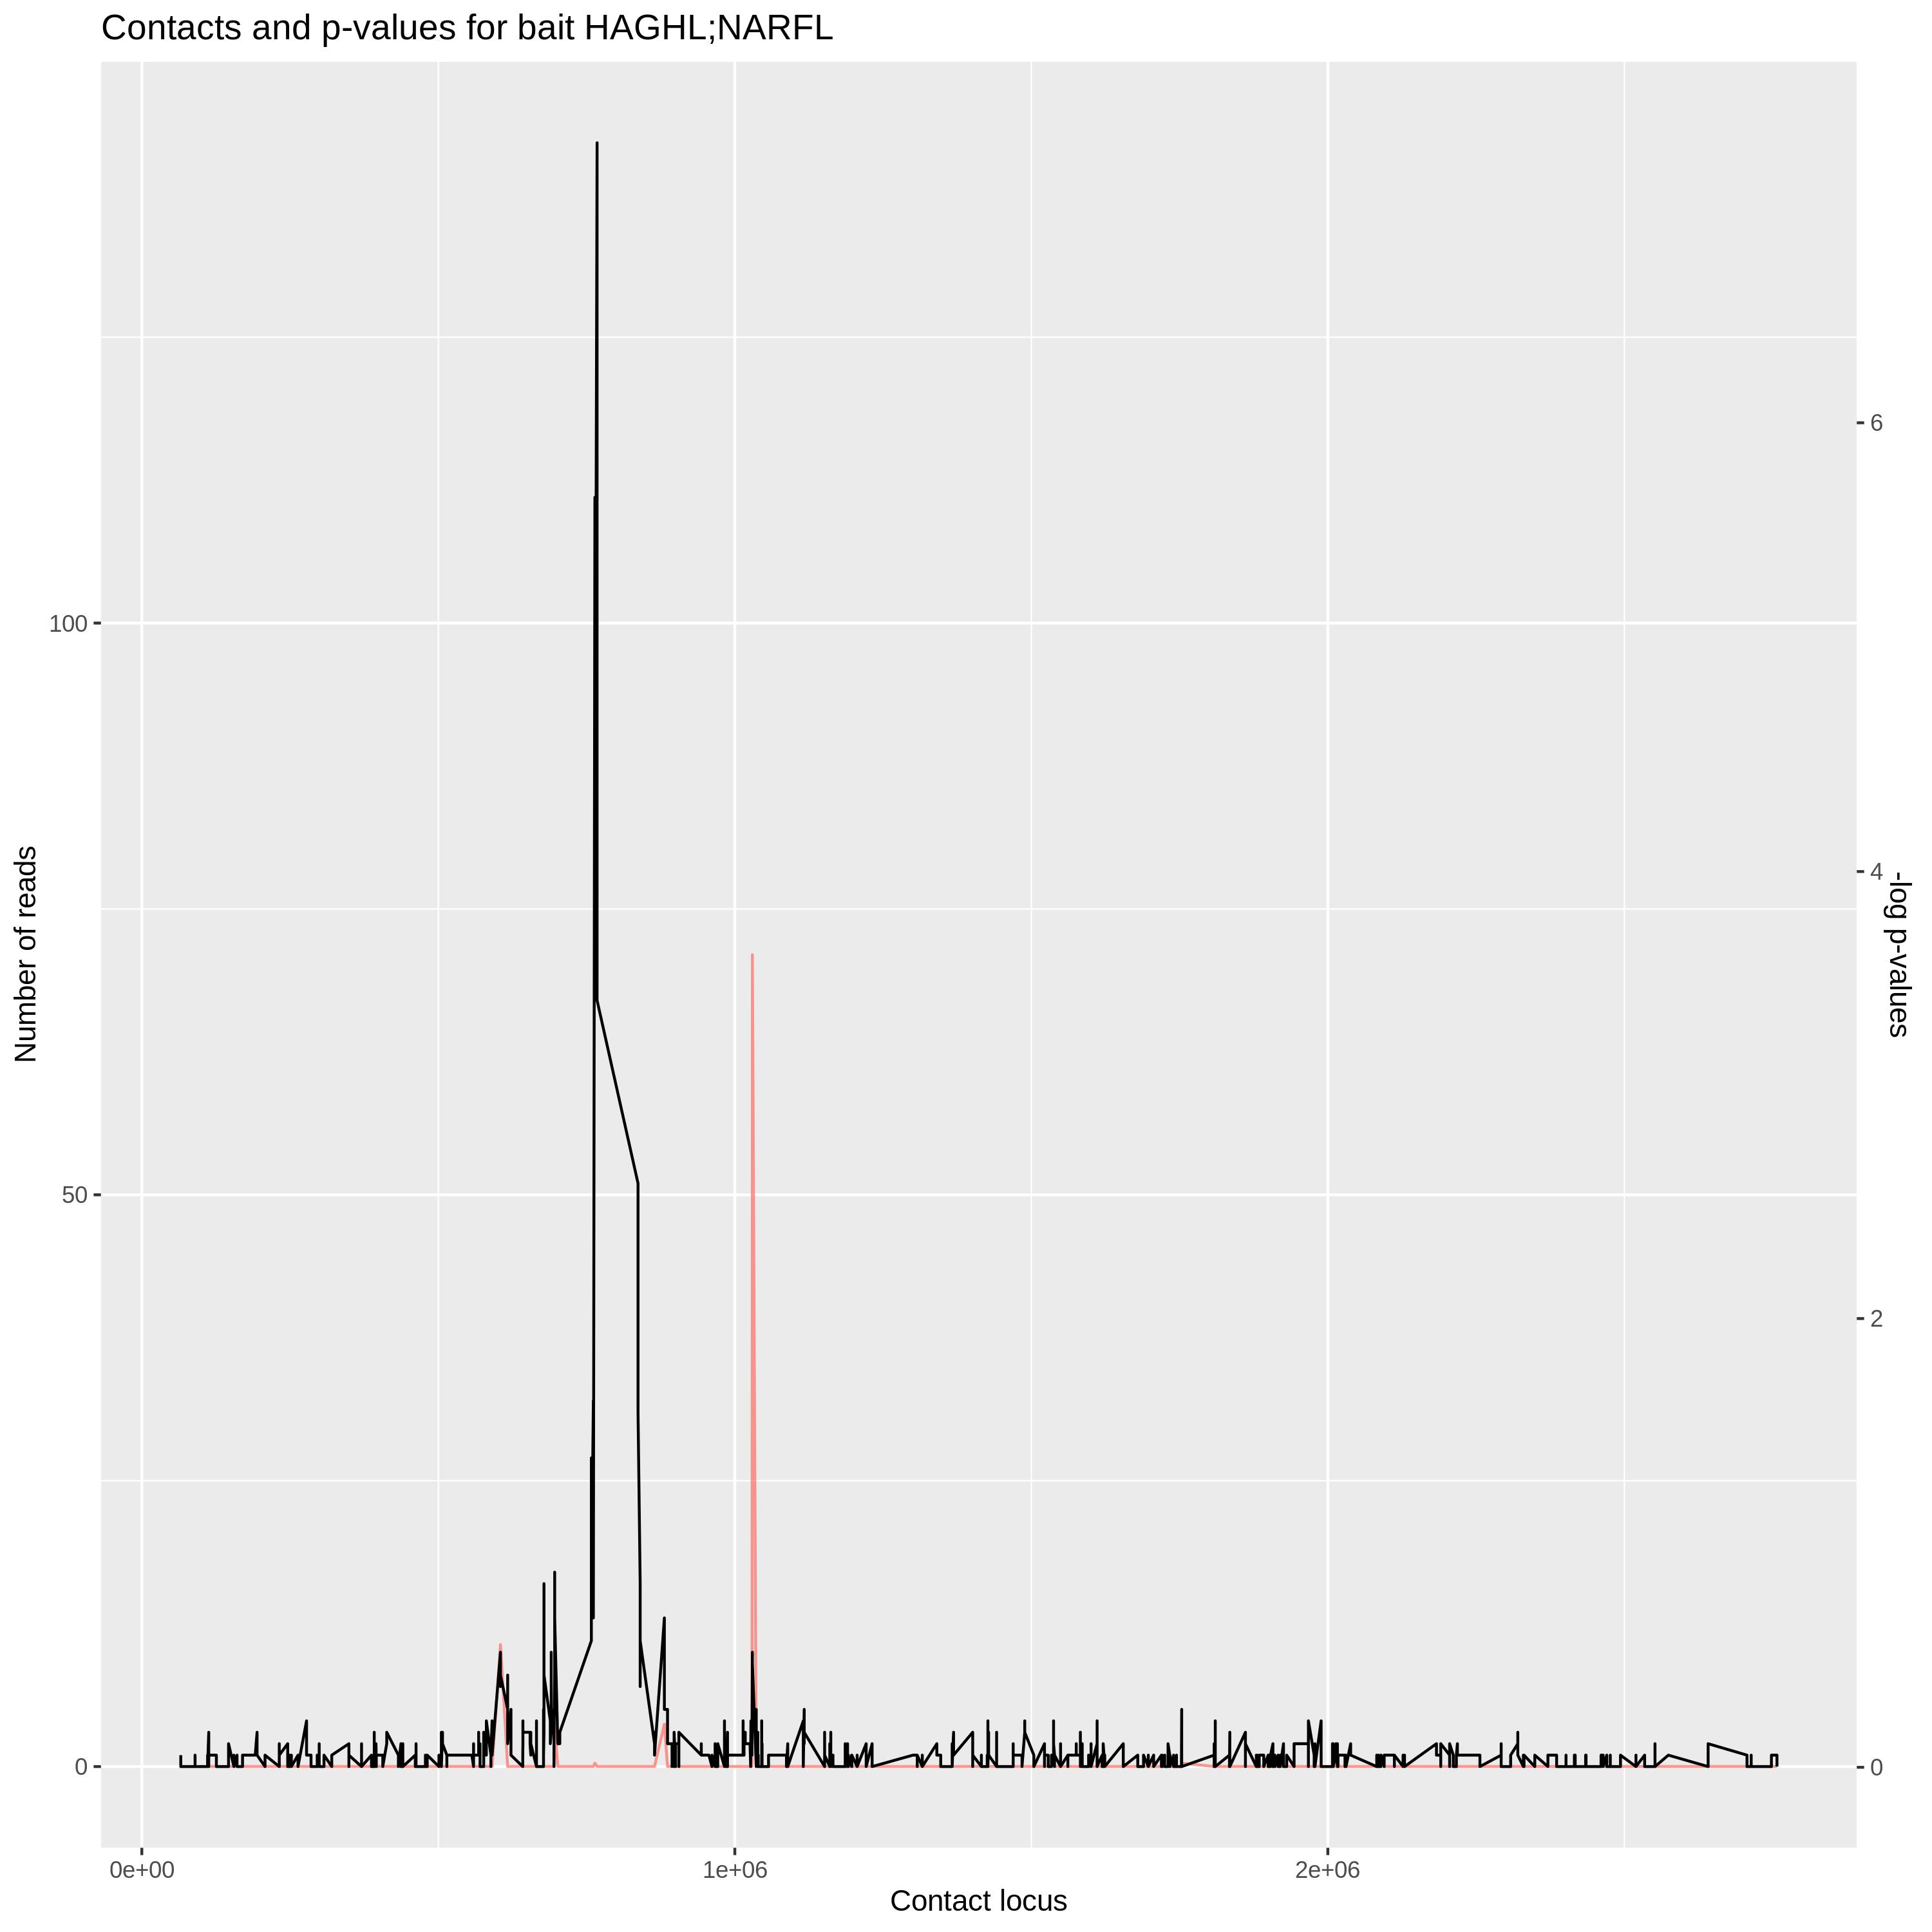 Contacts and p-values for bait HAGHL;NARFL
Number of reads
100
50
0
6
4
2
0
-log p-values
0e+00
1e+06
2e+06
Contact locus